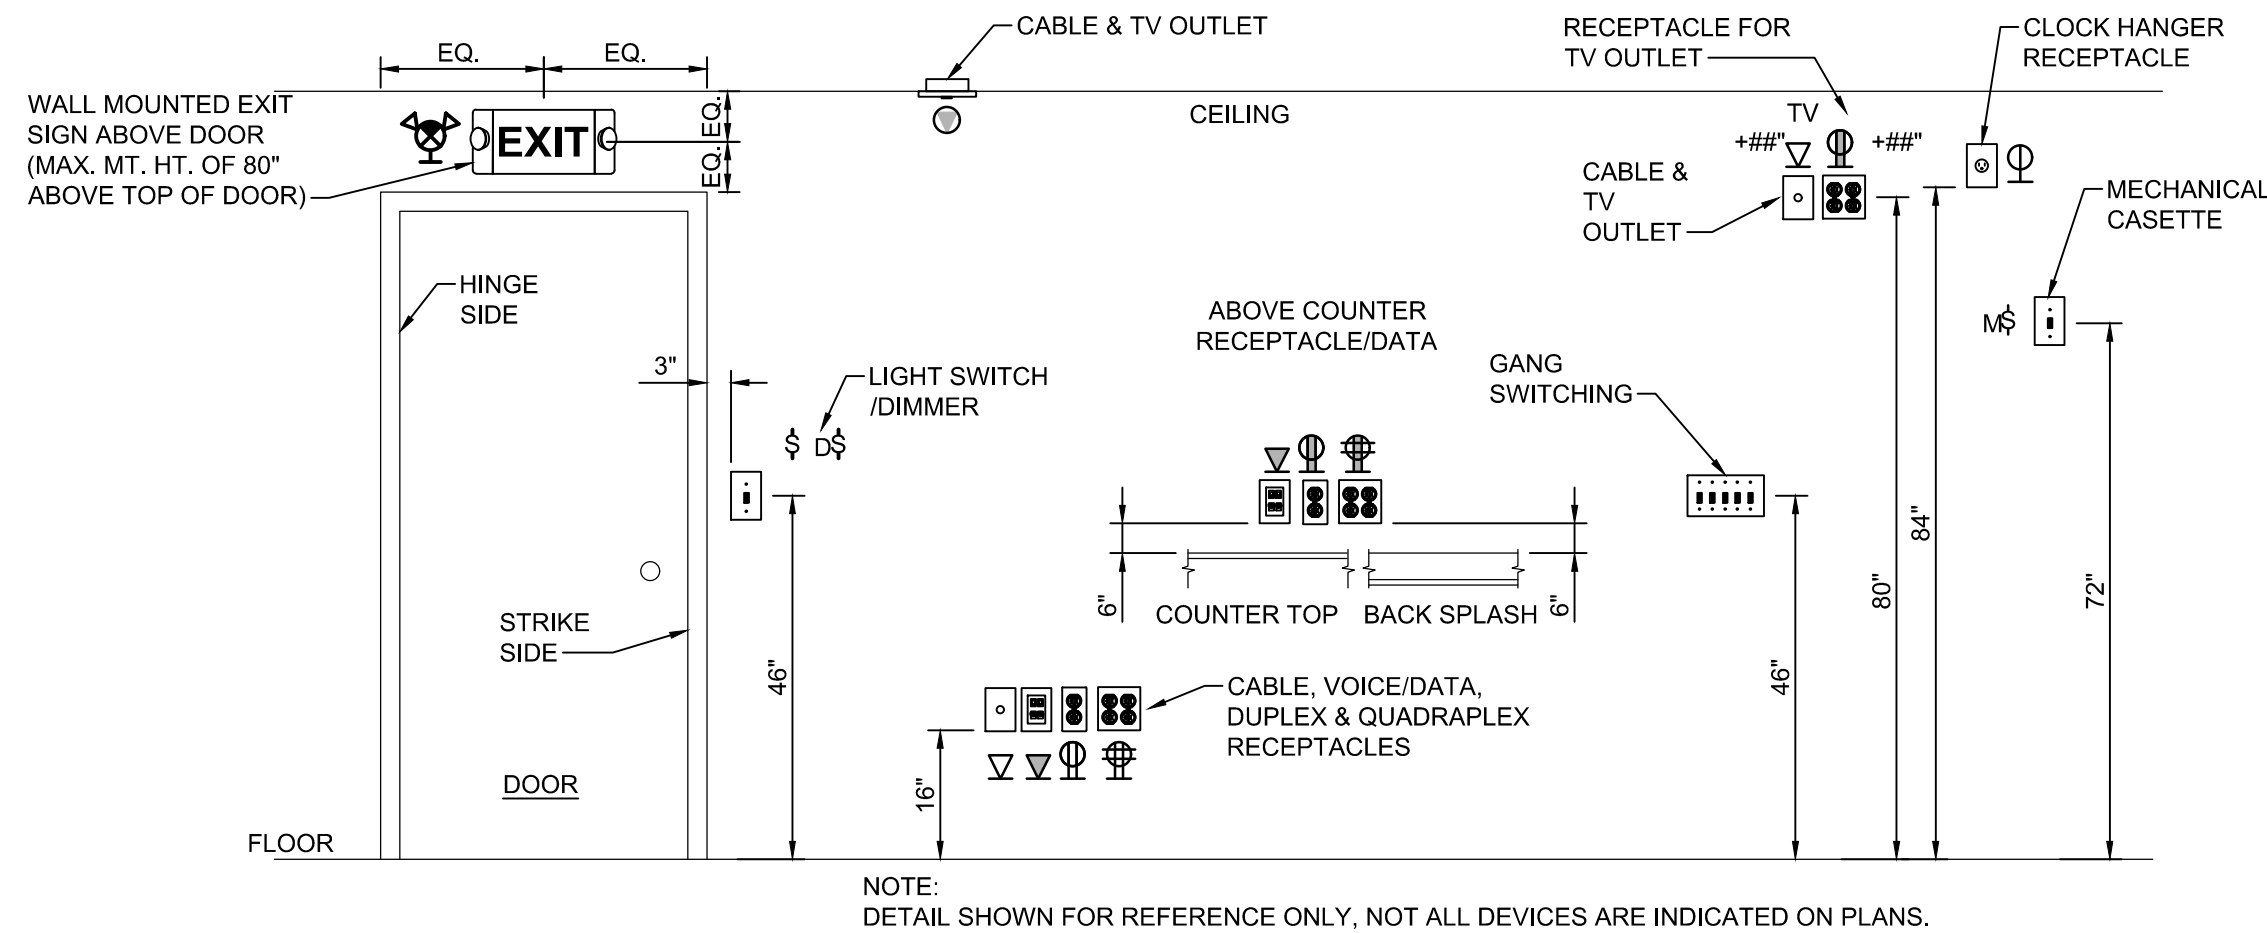 EQ.
EQ.
CABLE & TV OUTLET
RECEPTACLE FOR
TV OUTLET
CLOCK HANGER
RECEPTACLE
WALL MOUNTED EXIT
SIGN ABOVE DOOR
(MAX. MT. HT. OF 80"
ABOVE TOP OF DOOR)
EXIT
EQ.
EQ.
CEILING
TV
+##"
+##"
CABLE &
TV
OUTLET
MECHANICAL
CASETTE
HINGE
SIDE
M$
ABOVE COUNTER
RECEPTACLE/DATA
3"
LIGHT SWITCH
/DIMMER
$ D$
GANG
SWITCHING
84"
80"
72"
6"
COUNTER TOP
BACK SPLASH
6"
STRIKE
SIDE
46"
46"
CABLE, VOICE/DATA,
DUPLEX & QUADRAPLEX
RECEPTACLES
16"
DOOR
FLOOR
NOTE:
DETAIL SHOWN FOR REFERENCE ONLY, NOT ALL DEVICES ARE INDICATED ON PLANS.